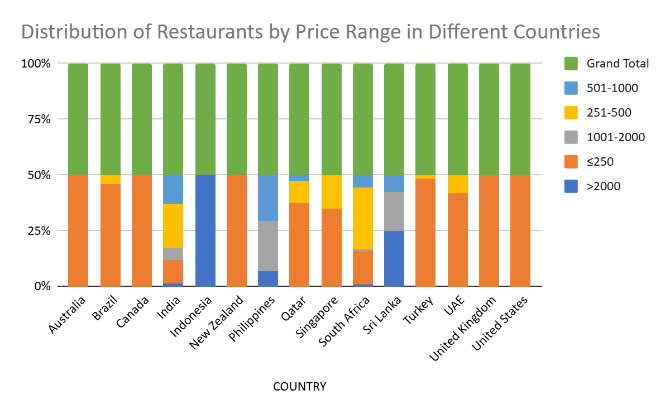 Distribution of Restaurants by Price Range in Different Countries
100%
75%
50%
25%
0%
Grand Total
501-1000
251-500
1001-2000
≤250
>2000
Australia
Brazil
Canada
India
Indonesia
New Zealand
Philippines
Qatar
Singapore
South Africa
Sri Lanka
Turkey
UAE
United Kingdom
United States
COUNTRY